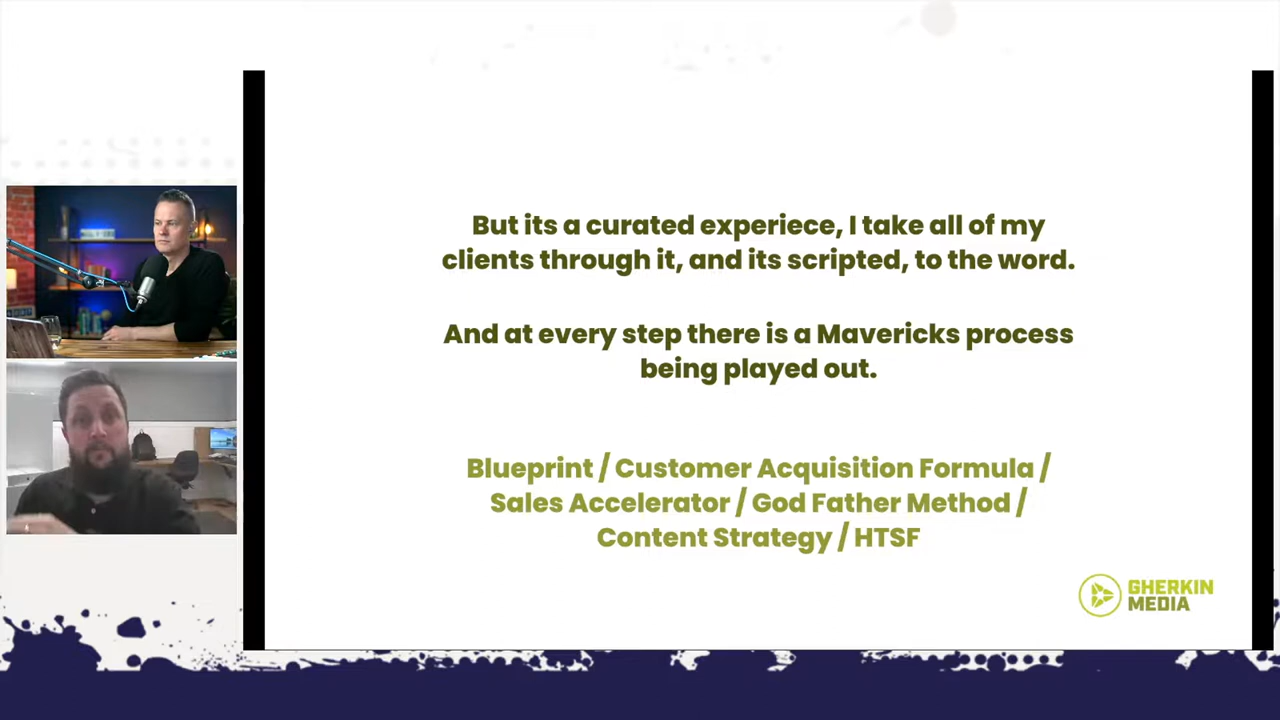 But its a curated experiece, I take all of my
clients through it, and its scripted, to the word.
And at every step there is a Mavericks process
being played out.
Blueprint / Customer Acquisition Formula /
Sales Accelerator / God Father Method /
Content Strategy / HTSF
GHERKIN
MEDIA